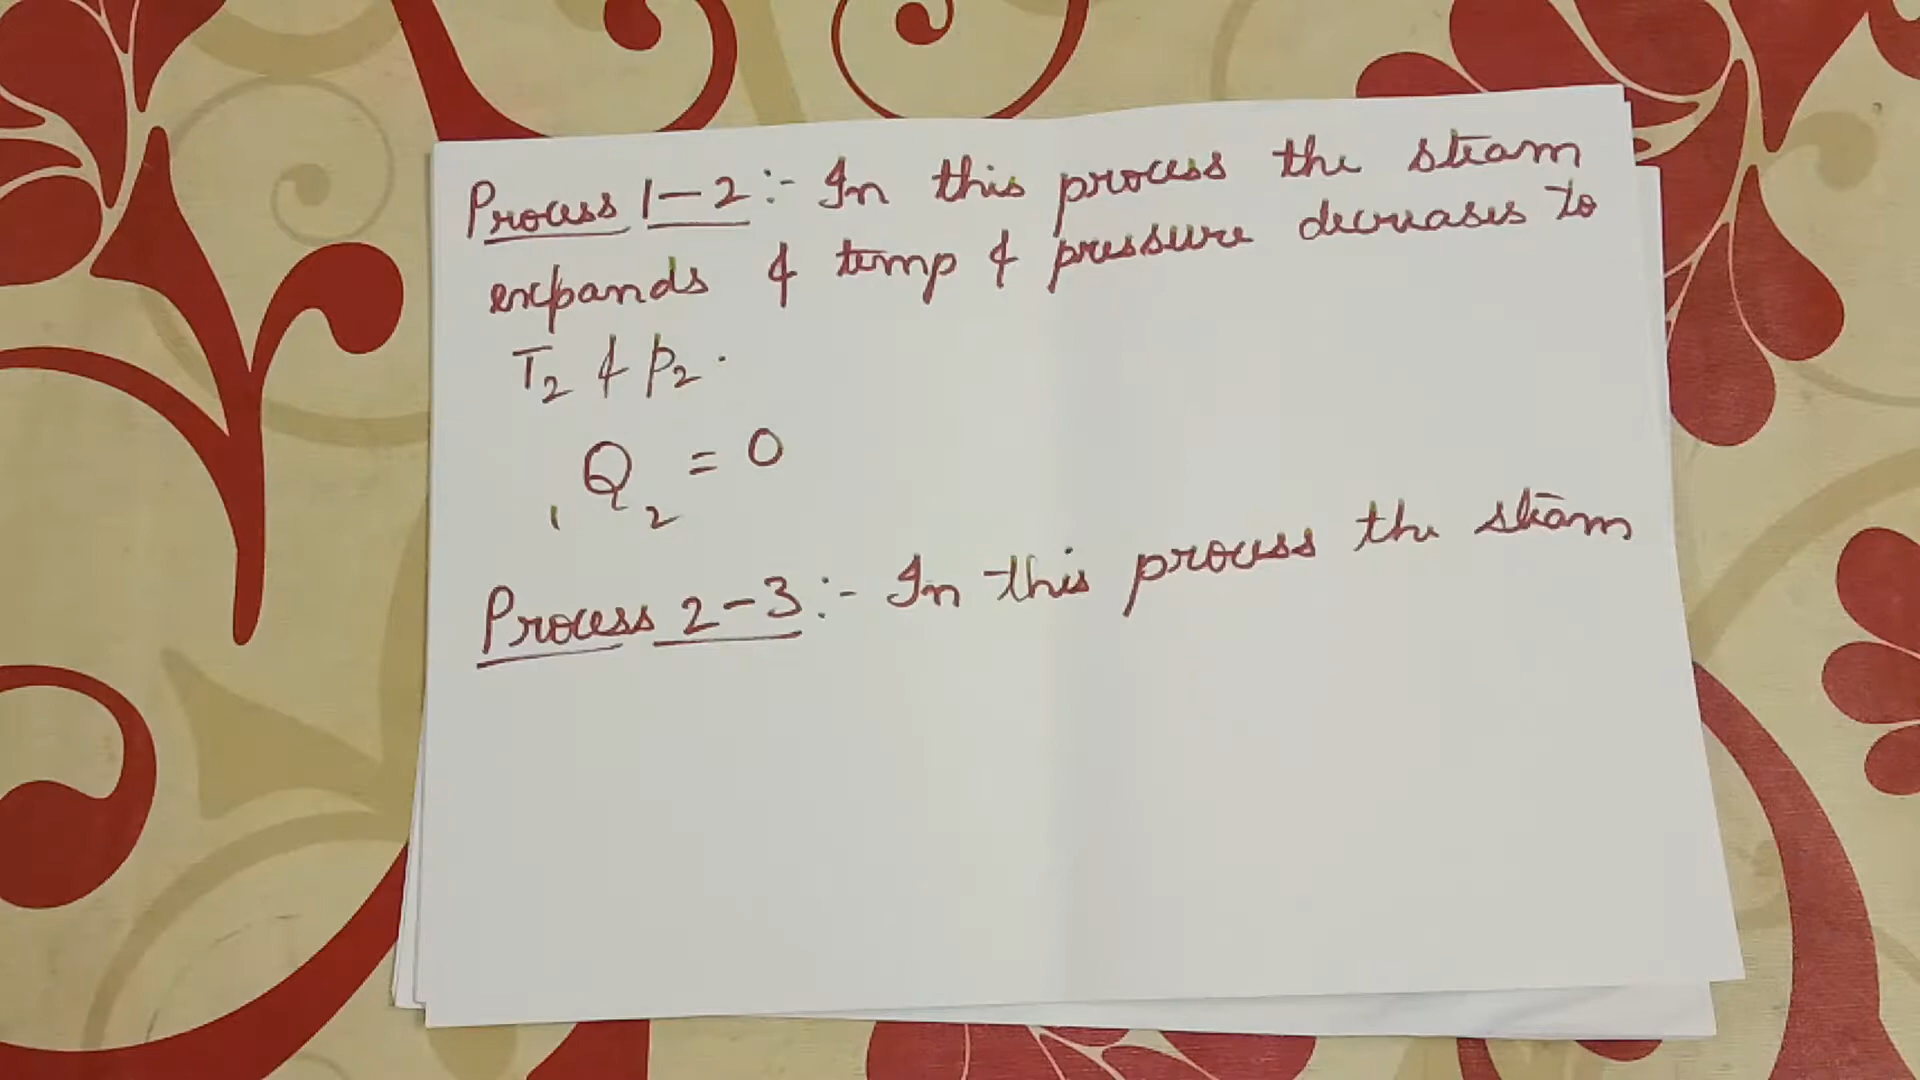 Process 1-2:- In this process the steam
expands & temp & pressure decreases to
T₂ & p₂.
₁Q₂ = 0
Process 2-3:- In this process the steam